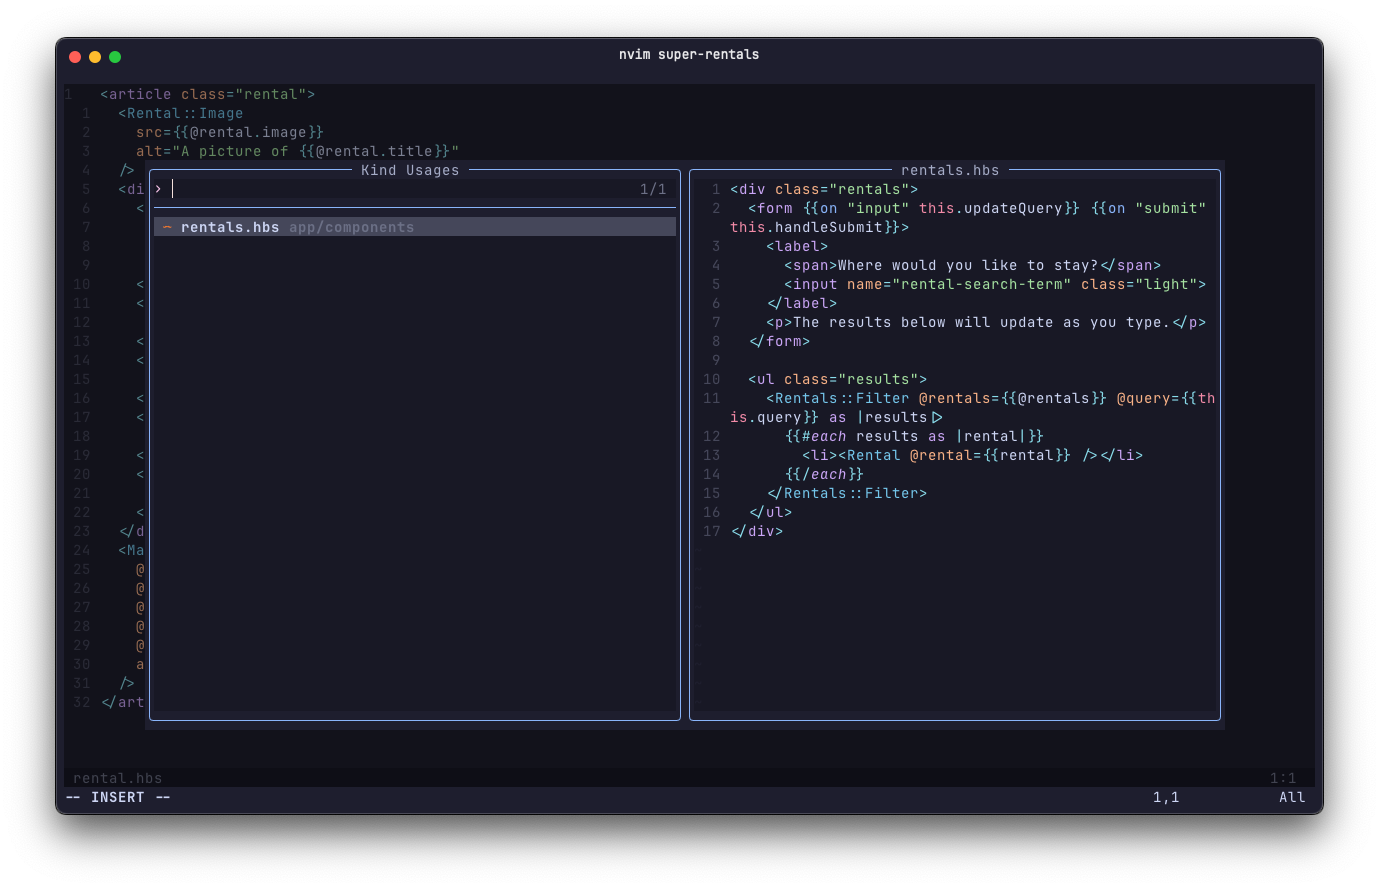 nvim super-rentals
1 <article class="rental">
1 <Rental::Image
2 src={{@rental.image}}
3 alt="A picture of {{@rental.title}}"
4 />
5 <di
6 <
7
8
9
10 <
11 <
12
13 <
14 <
15
16 <
17 <
18
19 <
20 <
21
22 <
23 </d
24 <Ma
25 @
26 @
27 @
28 @
29 @
30 a
31 />
32 </art
Kind Usages
> 1/1
rentals.hbs app/components
rentals.hbs
1 <div class="rentals">
2 <form {{on "input" this.updateQuery}} {{on "submit"
this.handleSubmit}}>
3 <label>
4 <span>Where would you like to stay?</span>
5 <input name="rental-search-term" class="light">
6 </label>
7 <p>The results below will update as you type.</p>
8 </form>
9
10 <ul class="results">
11 <Rentals::Filter @rentals={{@rentals}} @query={{th
is.query}} as |results|>
12 {{#each results as |rental|}}
13 <li><Rental @rental={{rental}} /></li>
14 {{/each}}
15 </Rentals::Filter>
16 </ul>
17 </div>
rental.hbs 1:1
-- INSERT -- 1,1 All